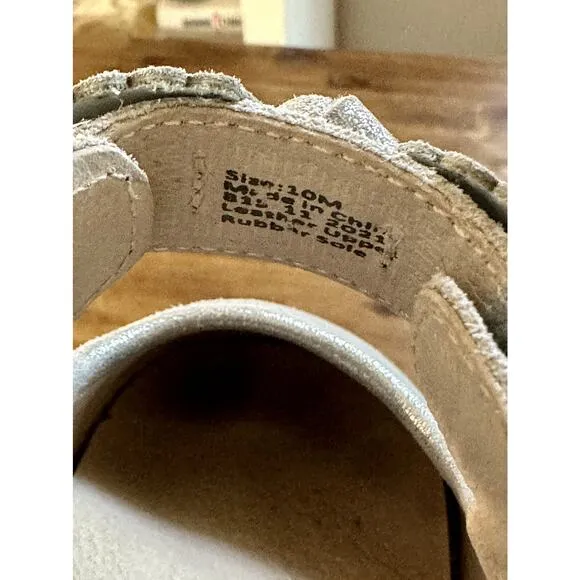 Size:10M
Made in China
B15 11 2021
Leather Upper
Rubber Sole